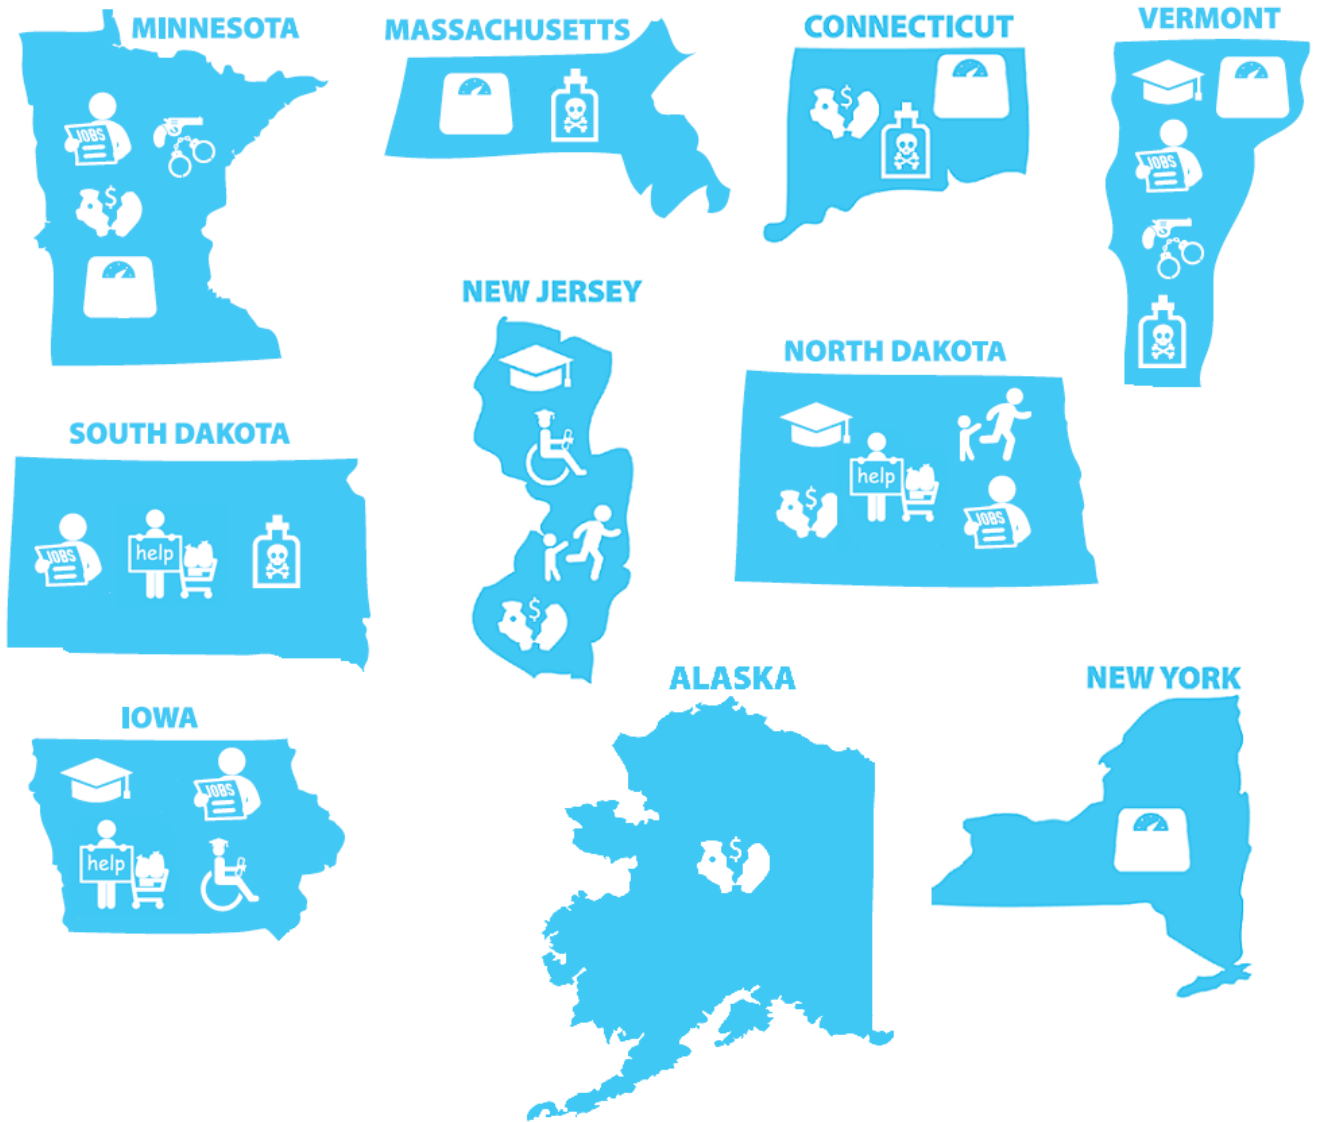 MINNESOTA
JOBS
$
MASSACHUSETTS
CONNECTICUT
$
VERMONT
JOBS
NEW JERSEY
$
NORTH DAKOTA
help
$
JOBS
SOUTH DAKOTA
JOBS
help
IOWA
JOBS
help
ALASKA
$
NEW YORK